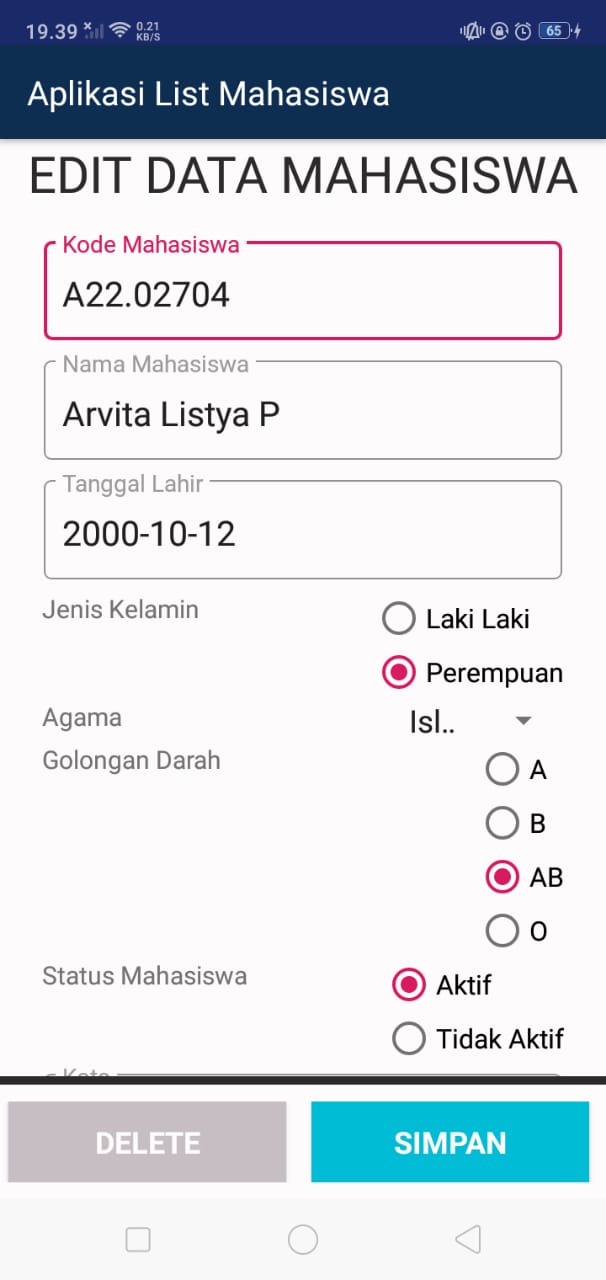 19.39 0.21 KB/S 65
Aplikasi List Mahasiswa
EDIT DATA MAHASISWA
Kode Mahasiswa
A22.02704
Nama Mahasiswa
Arvita Listya P
Tanggal Lahir
2000-10-12
Jenis Kelamin
Laki Laki
Perempuan
Agama
Isl..
Golongan Darah
A
B
AB
O
Status Mahasiswa
Aktif
Tidak Aktif
Kota
DELETE
SIMPAN